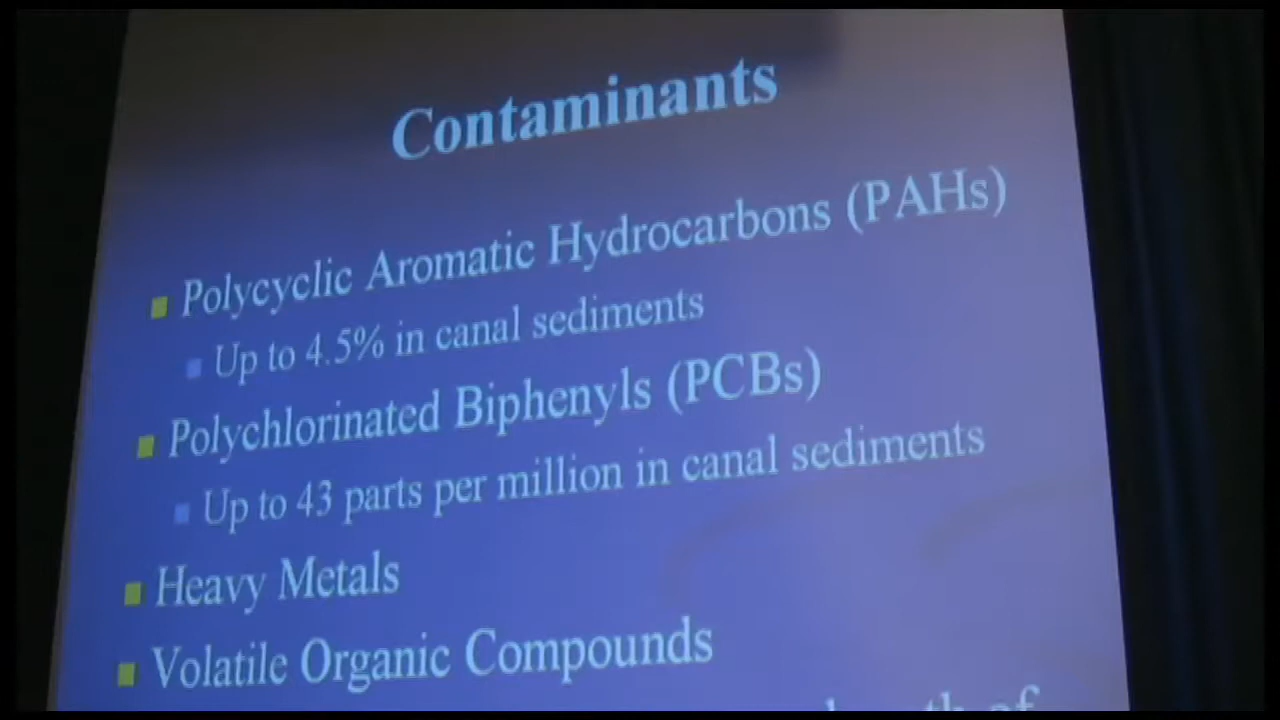 Contaminants
Polycyclic Aromatic Hydrocarbons (PAHs)
Up to 4.5% in canal sediments
Polychlorinated Biphenyls (PCBs)
Up to 43 parts per million in canal sediments
Heavy Metals
Volatile Organic Compounds
of